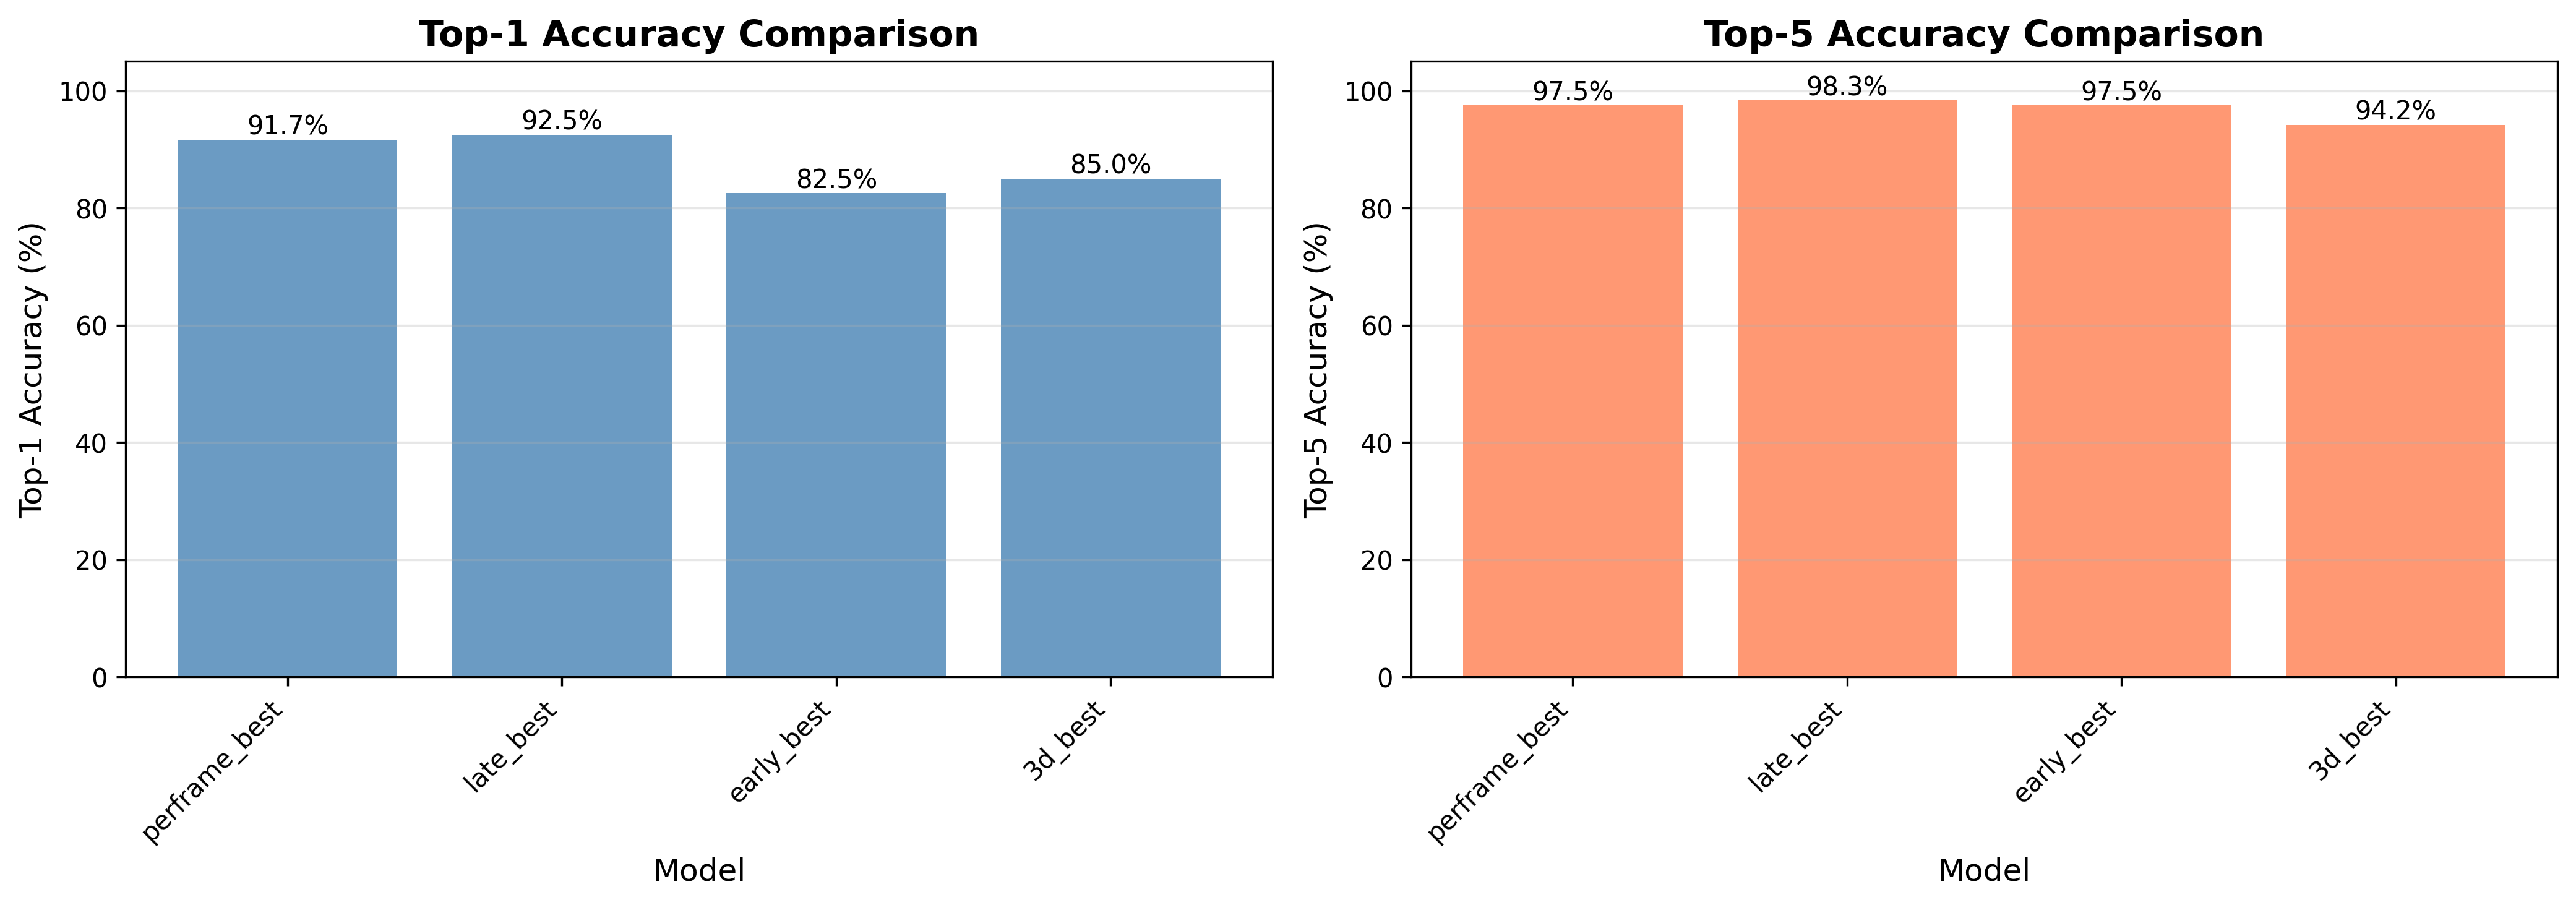 Top-1 Accuracy Comparison
Top-1 Accuracy (%)
100
80
60
40
20
0
91.7%
92.5%
82.5%
85.0%
perframe_best
late_best
early_best
3d_best
Model
Top-5 Accuracy Comparison
Top-5 Accuracy (%)
100
80
60
40
20
0
97.5%
98.3%
97.5%
94.2%
perframe_best
late_best
early_best
3d_best
Model